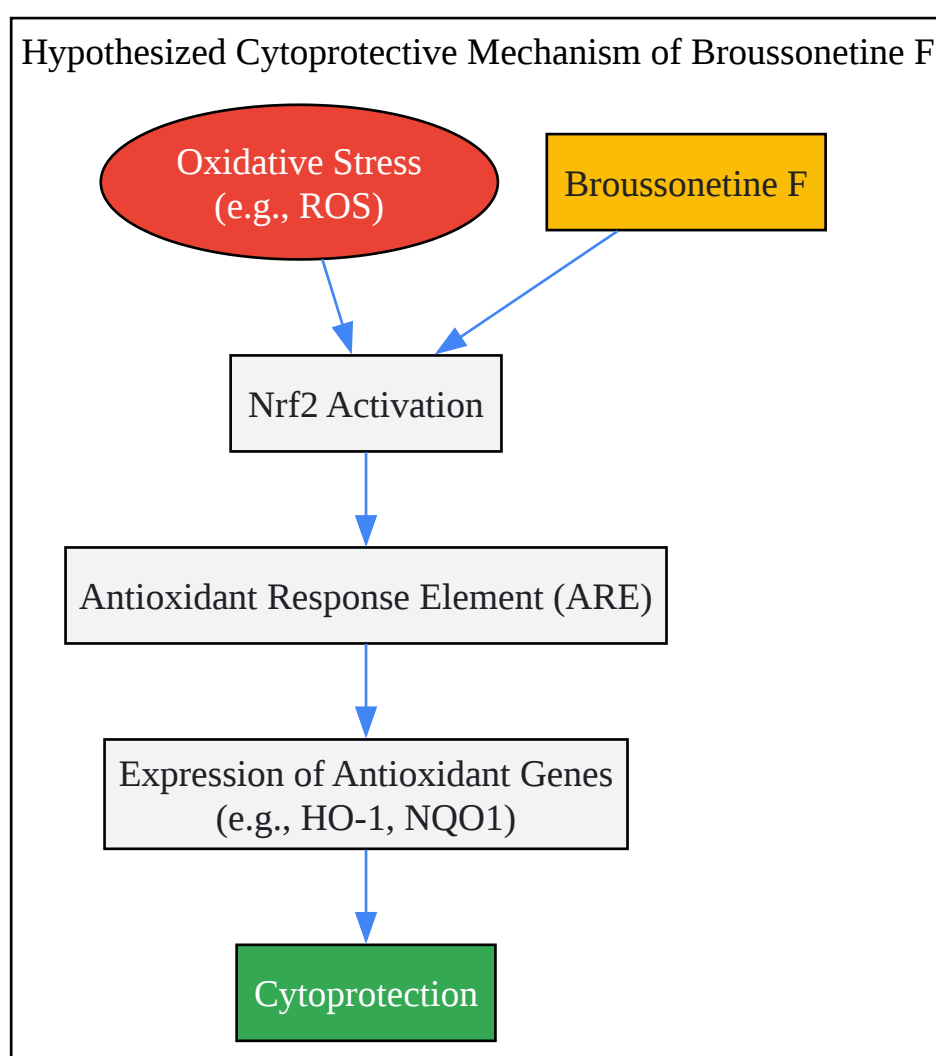 Hypothesized Cytoprotective Mechanism of Broussonetine F
Oxidative Stress
(e.g., ROS)
Broussonetine F
Nrf2 Activation
Antioxidant Response Element (ARE)
Expression of Antioxidant Genes
(e.g., HO-1, NQO1)
Cytoprotection